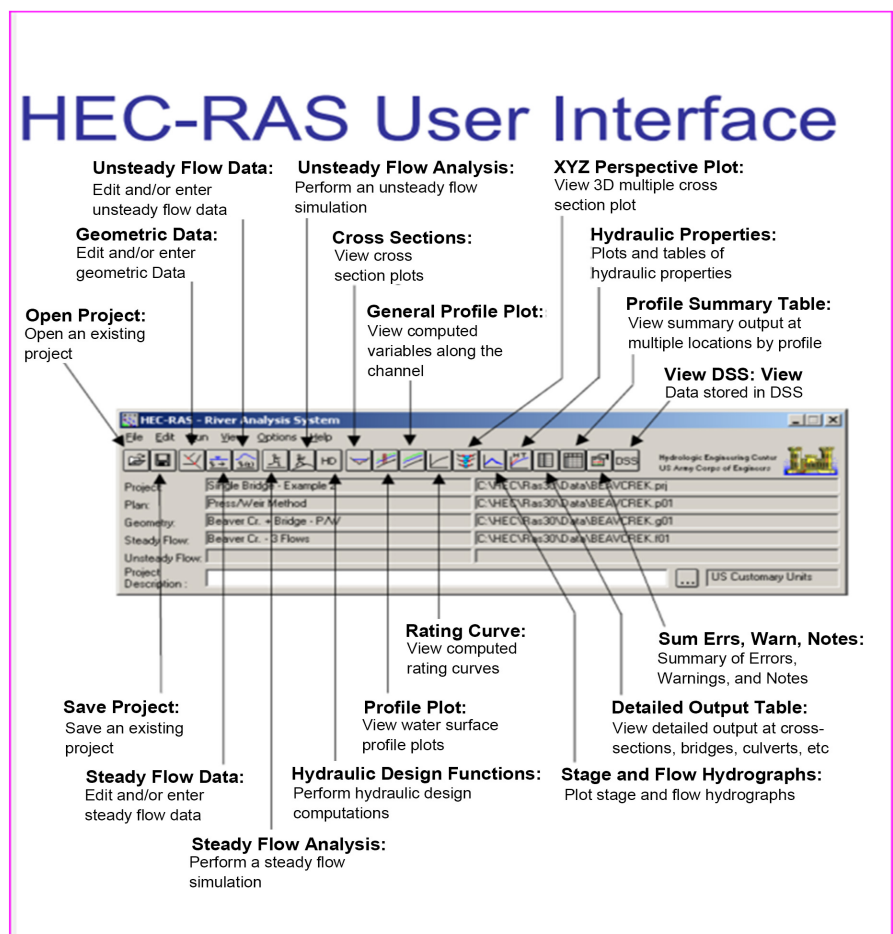 HEC-RAS User Interface
Unsteady Flow Data:
Edit and/or enter
unsteady flow data
Unsteady Flow Analysis:
Perform an unsteady flow
simulation
XYZ Perspective Plot:
View 3D multiple cross
section plot
Geometric Data:
Edit and/or enter
geometric Data
Cross Sections:
View cross
section plots
Hydraulic Properties:
Plots and tables of
hydraulic properties
Open Project:
Open an existing
project
General Profile Plot:
View computed
variables along the
channel
Profile Summary Table:
View summary output at
multiple locations by profile
View DSS: View
Data stored in DSS
HEC-RAS - River Analysis System
File Edit Run View Options Help
HD
DSS
Hydrologic Engineering Center
US Army Corps of Engineers
Project: Single Bridge - Example 2 C:\HEC\Ras30\Data\BEAVCREK.prj
Plan: Press/Weir Method C:\HEC\Ras30\Data\BEAVCREK.p01
Geometry: Beaver Cr. + Bridge - P/W C:\HEC\Ras30\Data\BEAVCREK.g01
Steady Flow: Beaver Cr. - 3 Flows C:\HEC\Ras30\Data\BEAVCREK.f01
Unsteady Flow:
Project
Description :
... US Customary Units
Rating Curve:
View computed
rating curves
Sum Errs, Warn, Notes:
Summary of Errors,
Warnings, and Notes
Save Project:
Save an existing
project
Profile Plot:
View water surface
profile plots
Detailed Output Table:
View detailed output at cross-
sections, bridges, culverts, etc
Steady Flow Data:
Edit and/or enter
steady flow data
Hydraulic Design Functions:
Perform hydraulic design
computations
Stage and Flow Hydrographs:
Plot stage and flow hydrographs
Steady Flow Analysis:
Perform a steady flow
simulation